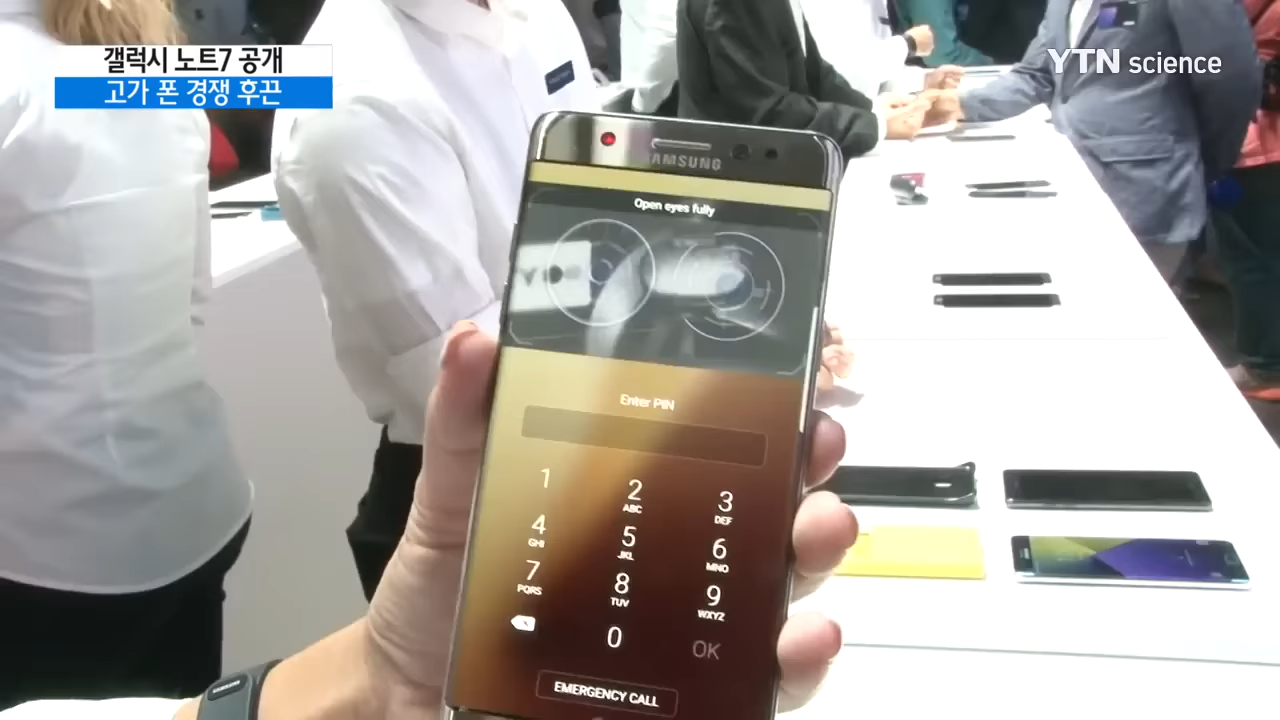 갤럭시 노트7 공개
고가 폰 경쟁 후끈
YTN science
SAMSUNG
Open eyes fully
Enter PIN
1
2
ABC
3
DEF
4
GHI
5
JKL
6
MNO
7
PQRS
8
TUV
9
WXYZ
0
OK
EMERGENCY CALL
SAMSUNG